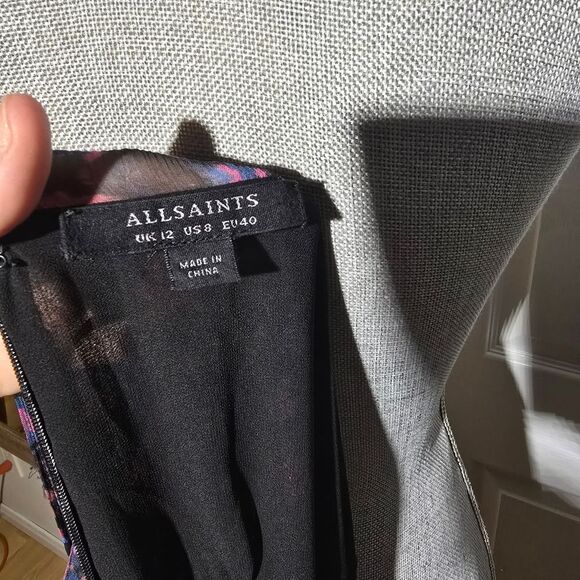 ALLSAINTS
UK 12 US 8 EU 40
MADE IN
CHINA